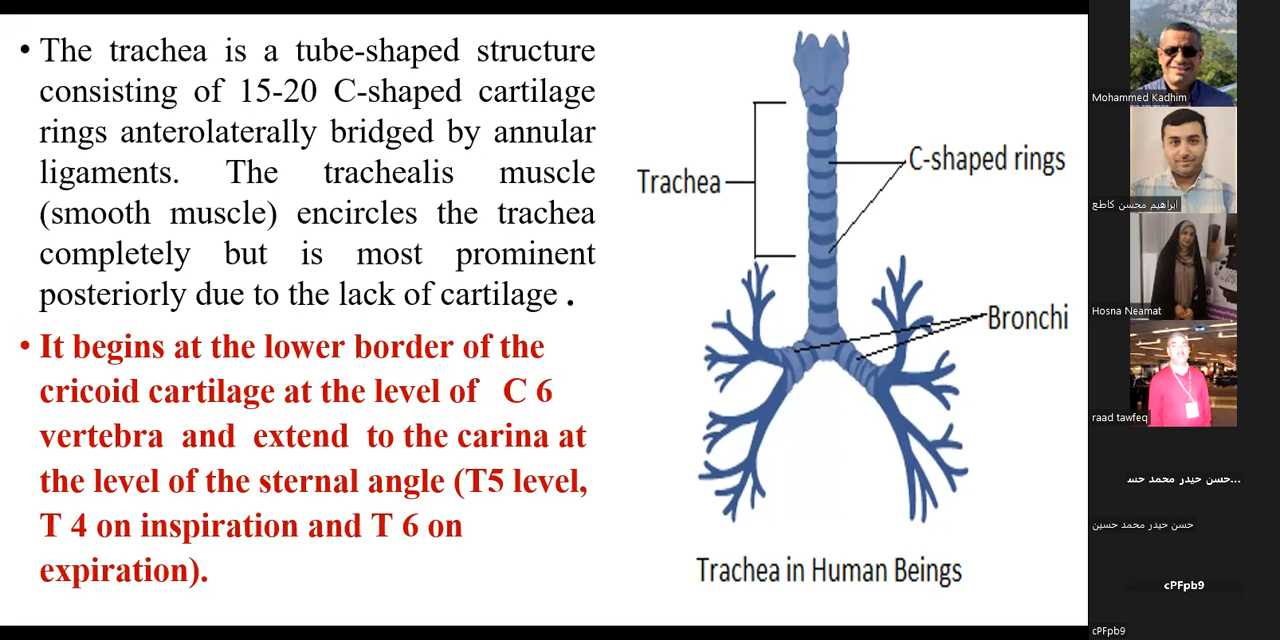 • The trachea is a tube-shaped structure
consisting of 15-20 C-shaped cartilage
rings anterolaterally bridged by annular
ligaments. The trachealis muscle
(smooth muscle) encircles the trachea
completely but is most prominent
posteriorly due to the lack of cartilage .
• It begins at the lower border of the
cricoid cartilage at the level of C 6
vertebra and extend to the carina at
the level of the sternal angle (T5 level,
T 4 on inspiration and T 6 on
expiration).
Trachea
C-shaped rings
Bronchi
Trachea in Human Beings
Mohammed Kadhim
ابراهيم محسن كاطع
Hosna Neamat
raad tawfeq
حسن حيدر محمد حس...
حسن حيدر محمد حسين
cPFpb9
cPFpb9